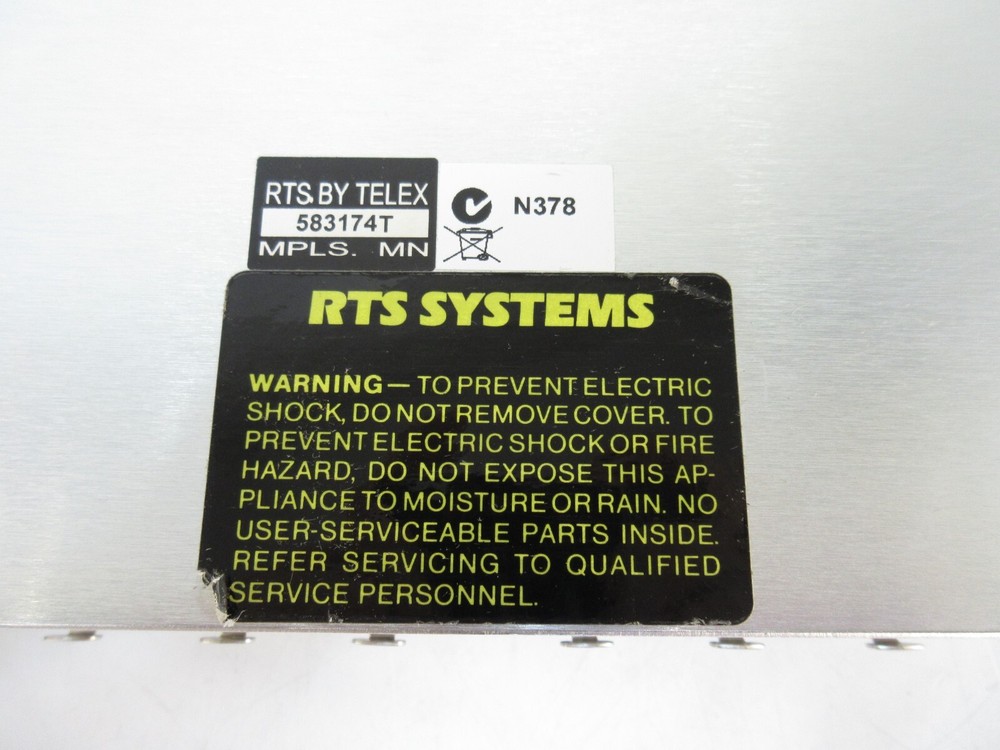 RTS BY TELEX
583174T
MPLS. MN
N378
RTS SYSTEMS
WARNING — TO PREVENT ELECTRIC
SHOCK, DO NOT REMOVE COVER. TO
PREVENT ELECTRIC SHOCK OR FIRE
HAZARD, DO NOT EXPOSE THIS AP-
PLIANCE TO MOISTURE OR RAIN. NO
USER-SERVICEABLE PARTS INSIDE.
REFER SERVICING TO QUALIFIED
SERVICE PERSONNEL.